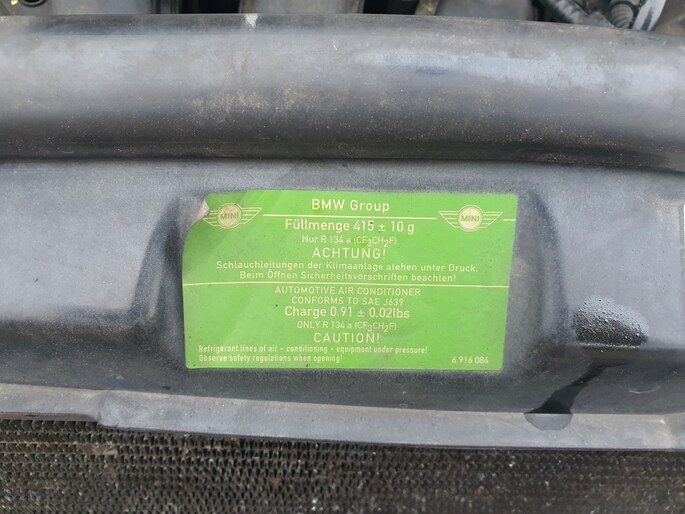 MINI
BMW Group
MINI
Füllmenge 415 ± 10 g
Nur R 134 a (CF3CH2F)
ACHTUNG!
Schlauchleitungen der Klimaanlage stehen unter Druck.
Beim Öffnen Sicherheitsvorschriften beachten!
AUTOMOTIVE AIR CONDITIONER
CONFORMS TO SAE J639
Charge 0.91 ± 0.02lbs
ONLY R 134 a (CF3CH2F)
CAUTION!
Refrigerant lines of air - conditioning - equipment under pressure!
Observe safety regulations when opening!
6 916 084